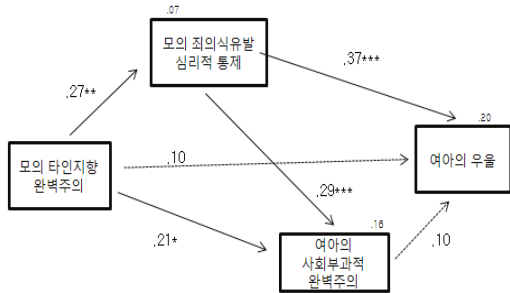 .07
모의 죄의식유발
심리적 통제
.37***
.27**
.20
여아의 우울
모의 타인지향
완벽주의
.10
.29***
.21*
.16
여아의
사회부과적
완벽주의
.10